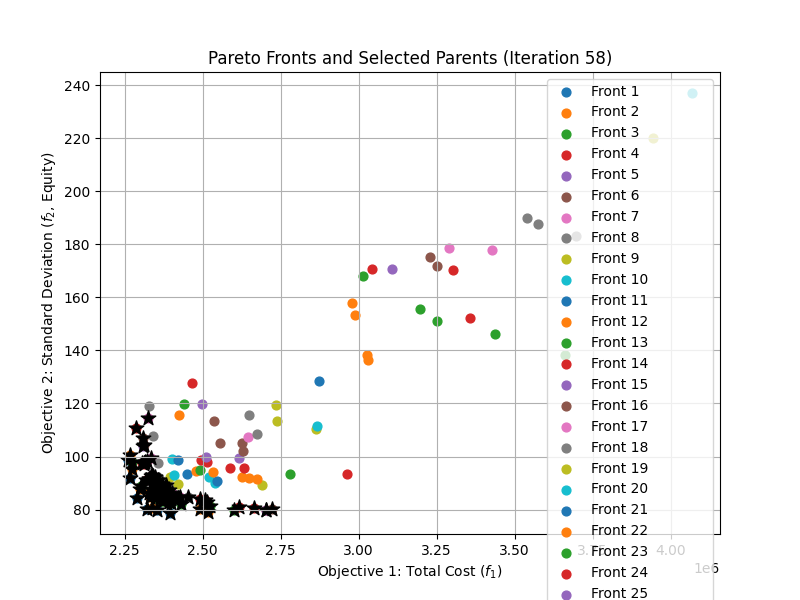 Pareto Fronts and Selected Parents (Iteration 58)
Objective 2: Standard Deviation (f2, Equity)
240
220
200
180
160
140
120
100
80
2.25
2.50
2.75
3.00
3.25
3.50
3.75
4.00
1e6
Objective 1: Total Cost (f1)
Front 1
Front 2
Front 3
Front 4
Front 5
Front 6
Front 7
Front 8
Front 9
Front 10
Front 11
Front 12
Front 13
Front 14
Front 15
Front 16
Front 17
Front 18
Front 19
Front 20
Front 21
Front 22
Front 23
Front 24
Front 25